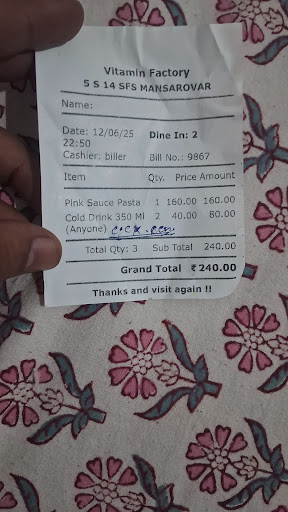 Vitamin Factory
5 S 14 SFS MANSAROVAR
Name:
Date: 12/06/25 Dine In: 2
22:50
Cashier: biller Bill No.: 9867
Item Qty. Price Amount
Pink Sauce Pasta 1 160.00 160.00
Cold Drink 350 Ml 2 40.00 80.00
(Anyone)
Total Qty: 3 Sub Total 240.00
Grand Total ₹240.00
Thanks and visit again !!